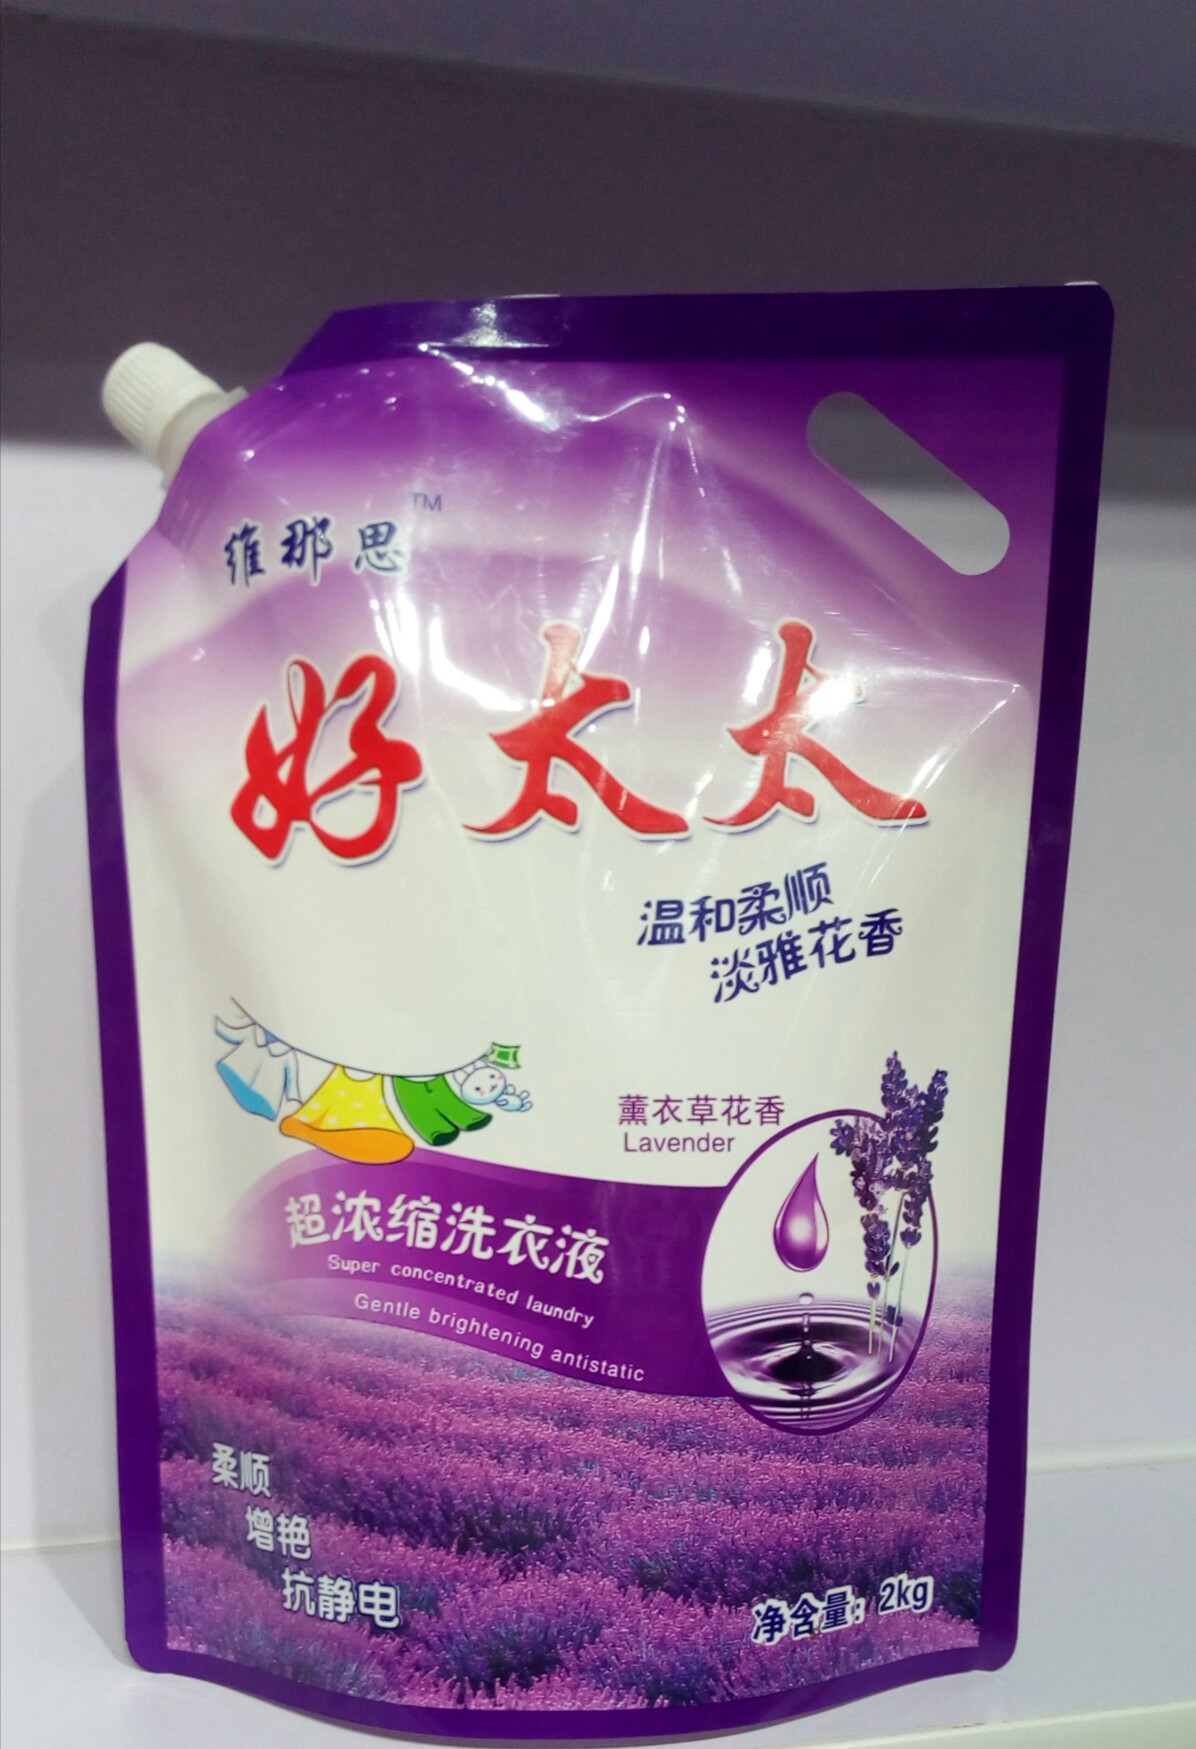 维那思™
好太太
温和柔顺
淡雅花香
薰衣草花香
Lavender
超浓缩洗衣液
Super concentrated laundry
Gentle brightening antistatic
柔顺
增艳
抗静电
净含量：2kg